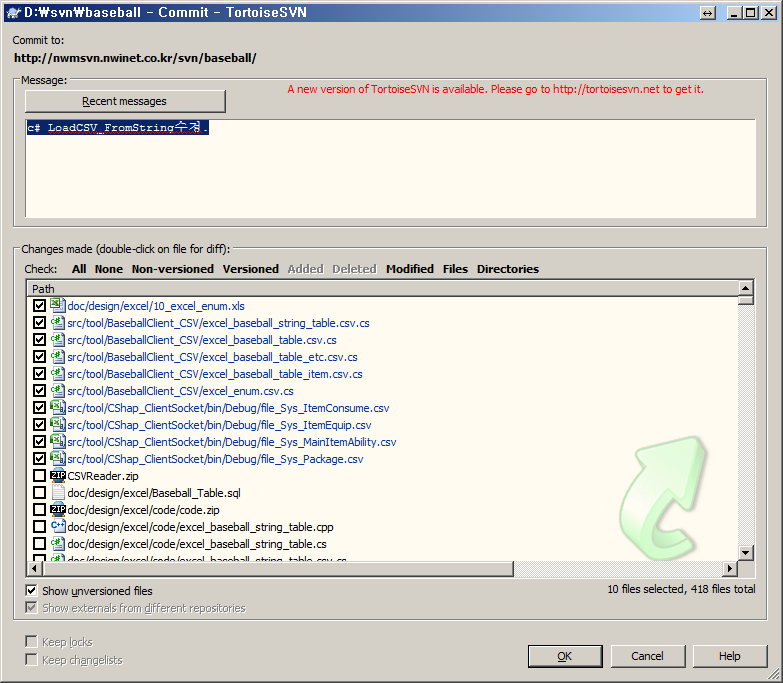 D:\svn\baseball - Commit - TortoiseSVN
Commit to:
http://nwmsvn.nwinet.co.kr/svn/baseball/
Message:
Recent messages
A new version of TortoiseSVN is available. Please go to http://tortoisesvn.net to get it.
c# LoadCSV_FromString수정.
Changes made (double-click on file for diff):
Check: All None Non-versioned Versioned Added Deleted Modified Files Directories
Path
doc/design/excel/10_excel_enum.xls
src/tool/BaseballClient_CSV/excel_baseball_string_table.csv.cs
src/tool/BaseballClient_CSV/excel_baseball_table.csv.cs
src/tool/BaseballClient_CSV/excel_baseball_table_etc.csv.cs
src/tool/BaseballClient_CSV/excel_baseball_table_item.csv.cs
src/tool/BaseballClient_CSV/excel_enum.csv.cs
src/tool/CShap_ClientSocket/bin/Debug/file_Sys_ItemConsume.csv
src/tool/CShap_ClientSocket/bin/Debug/file_Sys_ItemEquip.csv
src/tool/CShap_ClientSocket/bin/Debug/file_Sys_MainItemAbility.csv
src/tool/CShap_ClientSocket/bin/Debug/file_Sys_Package.csv
CSVReader.zip
doc/design/excel/Baseball_Table.sql
doc/design/excel/code/code.zip
doc/design/excel/code/excel_baseball_string_table.cpp
doc/design/excel/code/excel_baseball_string_table.cs
doc/design/excel/code/excel_baseball_string_table.csv.cs
Show unversioned files
10 files selected, 418 files total
Show externals from different repositories
Keep locks
Keep changelists
OK Cancel Help